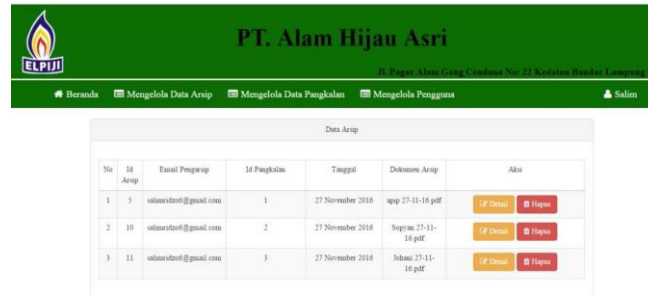 PT. Alam Hijau Asri
ELPIJI
Jl. Pagar Alam Gang Cendana No: 22 Kedaton Bandar Lampung
Beranda Mengelola Data Arsip Mengelola Data Pangkalan Mengelola Pengguna Salim
Data Arsip
No Id Arsip Email Pengarsip Id Pangkalan Tanggal Dokumen Arsip Aksi
1 5 salimridzo6@gmail.com 1 27 November 2016 apip 27-11-16.pdf Detail Hapus
2 10 salimridzo6@gmail.com 2 27 November 2016 Sopyan 27-11-16.pdf Detail Hapus
3 11 salimridzo6@gmail.com 3 27 November 2016 Johani 27-11-16.pdf Detail Hapus